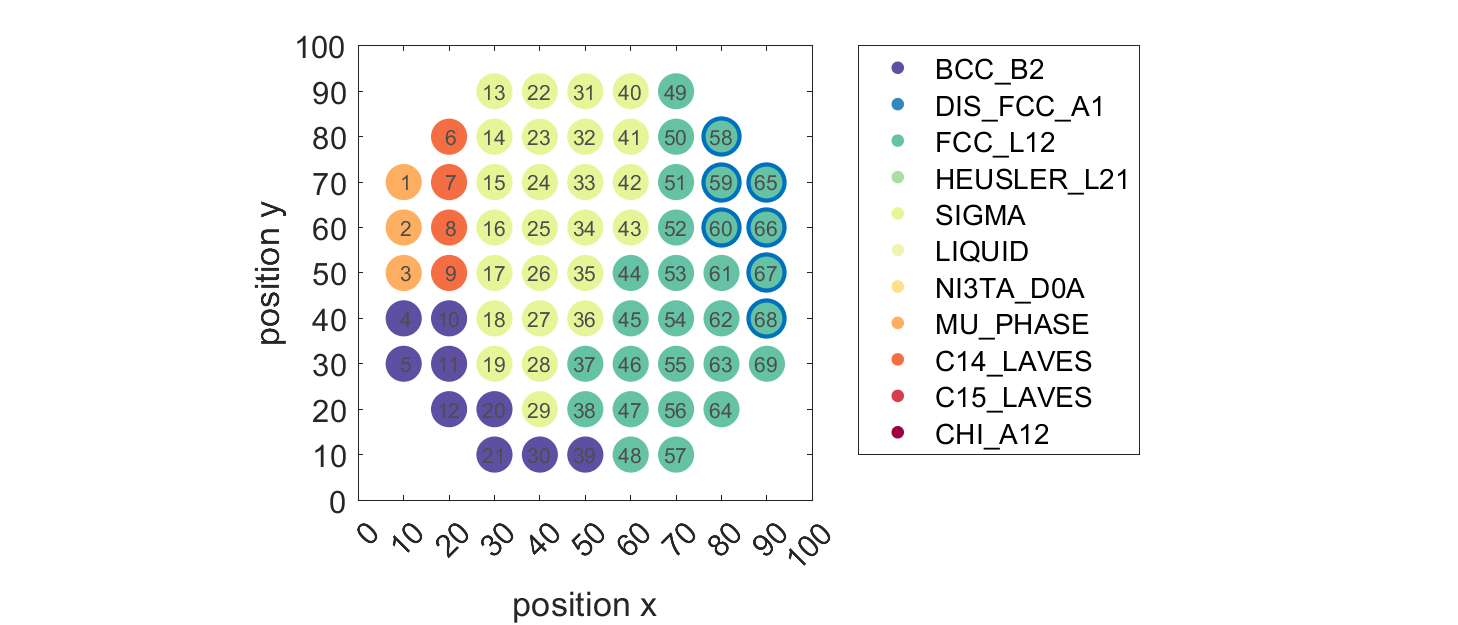 100
90
80
70
60
50
40
30
20
10
0
position y
13 22 31 40 49
6 14 23 32 41 50 58
1 7 15 24 33 42 51 59 65
2 8 16 25 34 43 52 60 66
3 9 17 26 35 44 53 61 67
4 10 18 27 36 45 54 62 68
5 11 19 28 37 46 55 63 69
12 20 29 38 47 56 64
21 30 39 48 57
0 10 20 30 40 50 60 70 80 90 100
position x
BCC_B2
DIS_FCC_A1
FCC_L12
HEUSLER_L21
SIGMA
LIQUID
NI3TA_D0A
MU_PHASE
C14_LAVES
C15_LAVES
CHI_A12